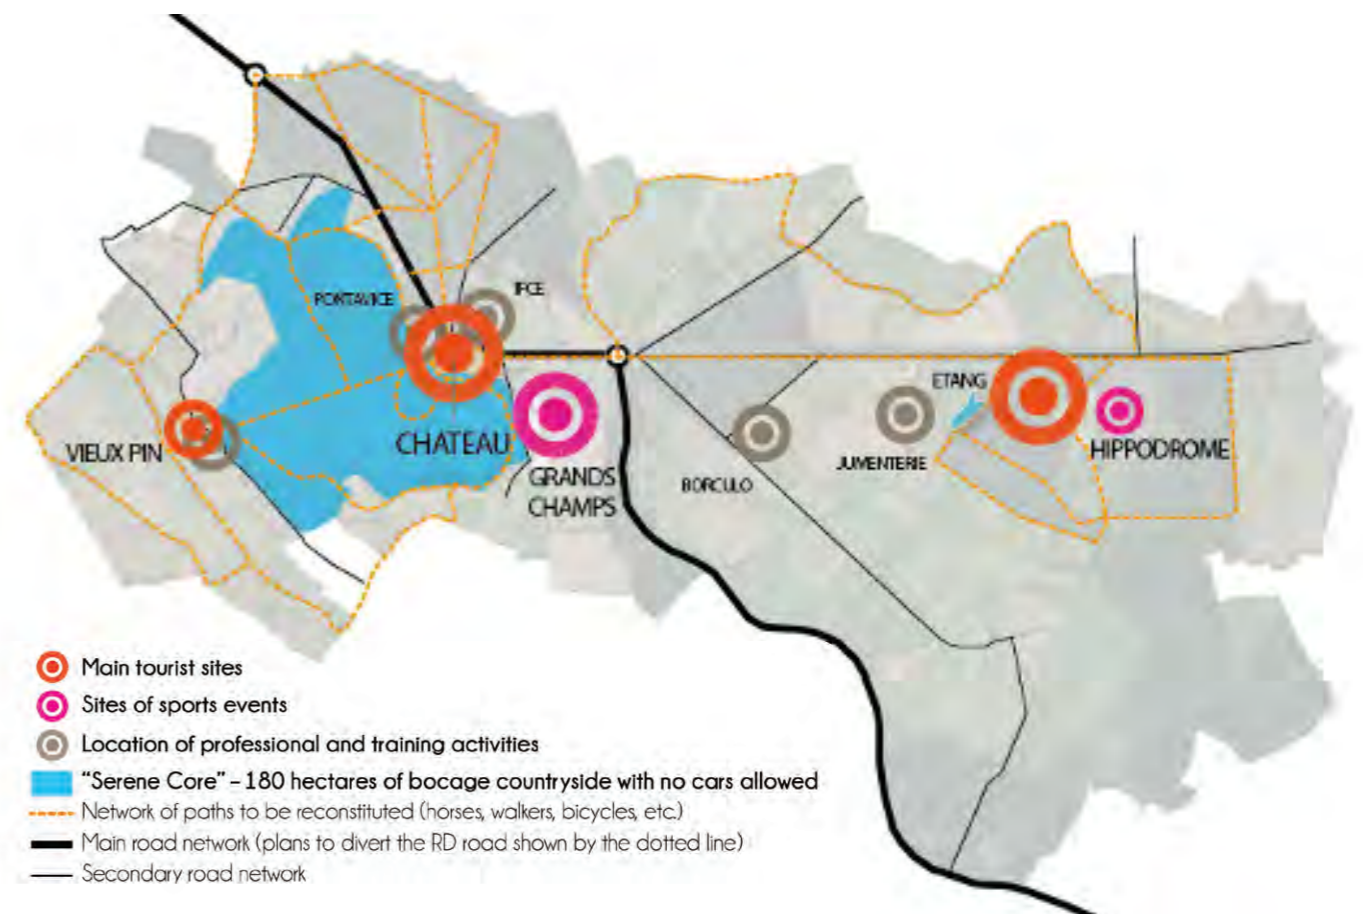 IFCE
PONTAVICE
ETANG
CHATEAU
VIEUX PIN
HIPPODROME
JUMENTERIE
GRANDS
CHAMPS
BORCULO
Main tourist sites
Sites of sports events
Location of professional and training activities
“Serene Core” – 180 hectares of bocage countryside with no cars allowed
Network of paths to be reconstituted (horses, walkers, bicycles, etc.)
Main road network (plans to divert the RD road shown by the dotted line)
Secondary road network